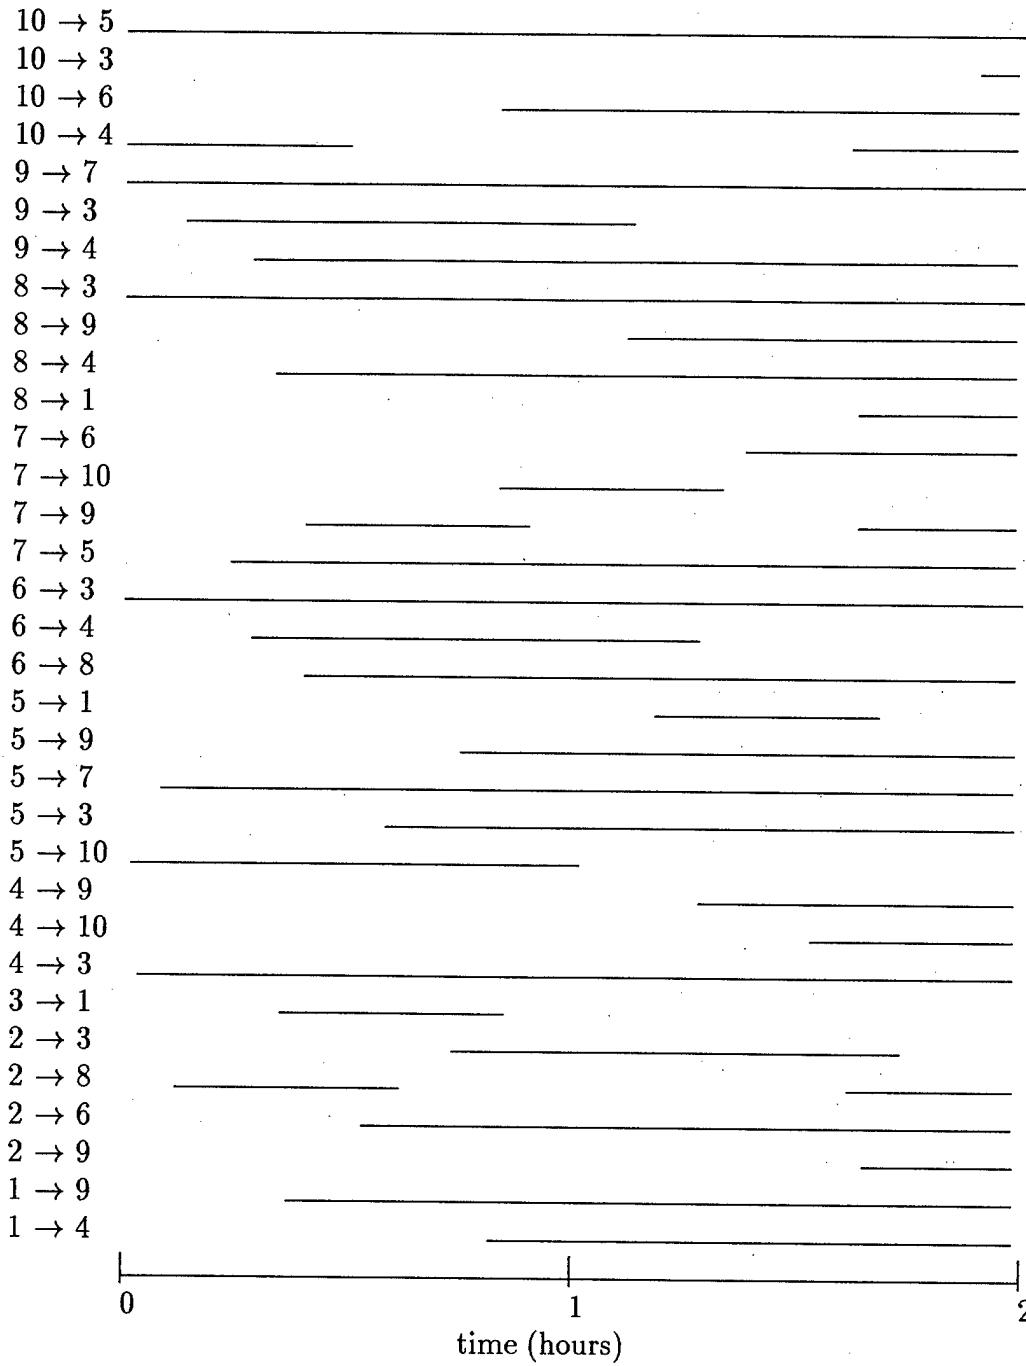 10 → 5
10 → 3
10 → 6
10 → 4
9 → 7
9 → 3
9 → 4
8 → 3
8 → 9
8 → 4
8 → 1
7 → 6
7 → 10
7 → 9
7 → 5
6 → 3
6 → 4
6 → 8
5 → 1
5 → 9
5 → 7
5 → 3
5 → 10
4 → 9
4 → 10
4 → 3
3 → 1
2 → 3
2 → 8
2 → 6
2 → 9
1 → 9
1 → 4
0 1 2
time (hours)